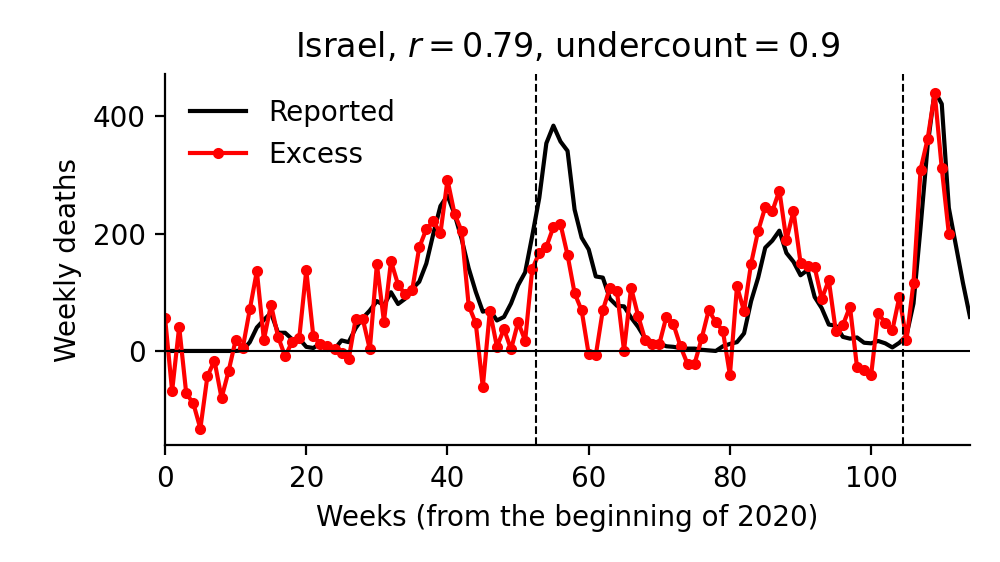 Israel, r = 0.79, undercount = 0.9
Reported
Excess
Weekly deaths
400
200
0
0 20 40 60 80 100
Weeks (from the beginning of 2020)